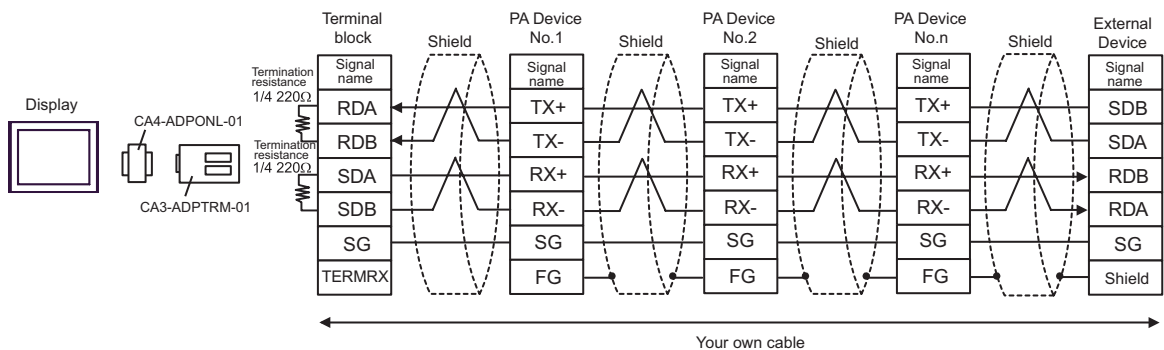 Terminal block
PA Device No.1
PA Device No.2
PA Device No.n
External Device
Shield
Shield
Shield
Shield
Signal name
Signal name
Signal name
Signal name
Signal name
Display
CA4-ADPONL-01
CA3-ADPTRM-01
Termination resistance 1/4 220Ω
Termination resistance 1/4 220Ω
RDA
TX+
TX+
TX+
SDB
RDB
TX-
TX-
TX-
SDA
SDA
RX+
RX+
RX+
RDB
SDB
RX-
RX-
RX-
RDA
SG
SG
SG
SG
SG
TERMRX
FG
FG
FG
Shield
Your own cable